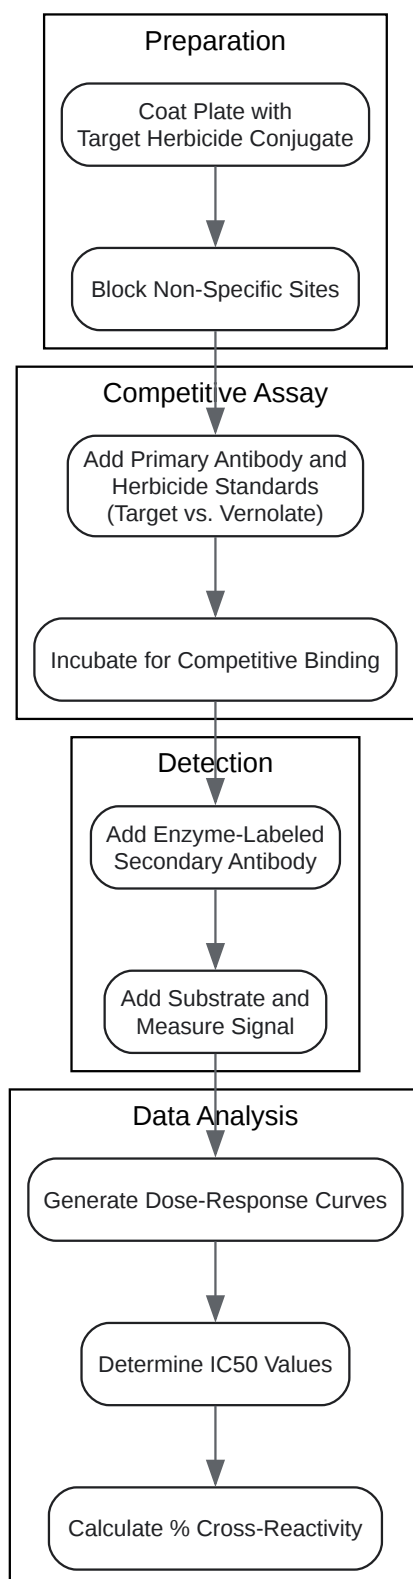 Preparation
Coat Plate with
Target Herbicide Conjugate
Block Non-Specific Sites
Competitive Assay
Add Primary Antibody and
Herbicide Standards
(Target vs. Vernolate)
Incubate for Competitive Binding
Detection
Add Enzyme-Labeled
Secondary Antibody
Add Substrate and
Measure Signal
Data Analysis
Generate Dose-Response Curves
Determine IC50 Values
Calculate % Cross-Reactivity